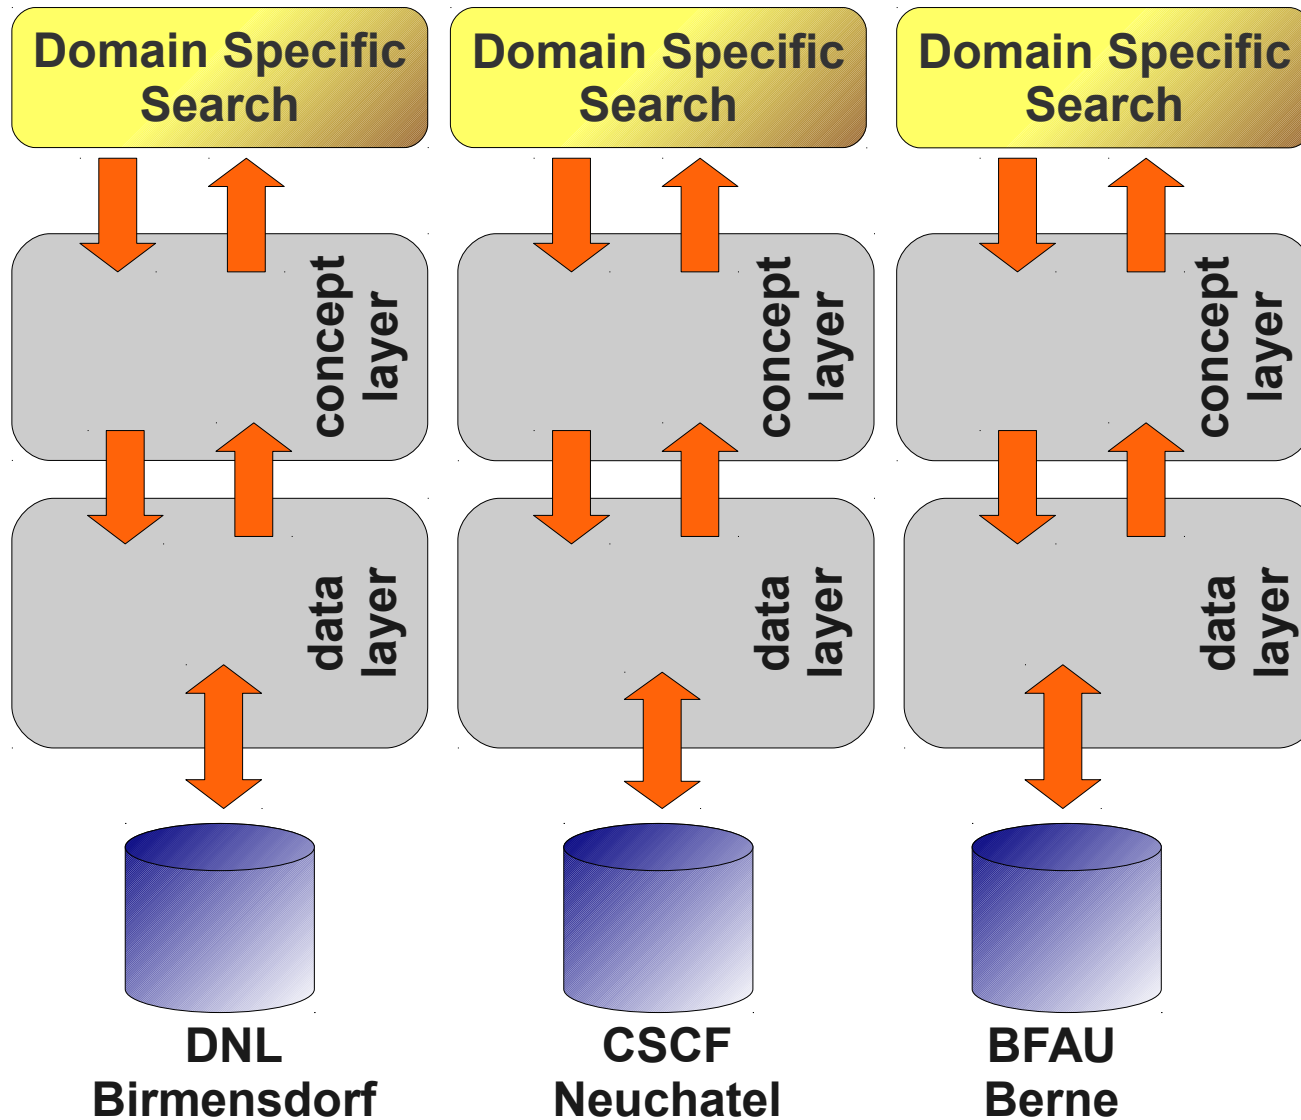 Domain Specific
Search
Domain Specific
Search
Domain Specific
Search
concept
layer
concept
layer
concept
layer
data
layer
data
layer
data
layer
DNL
Birmensdorf
CSCF
Neuchatel
BFAU
Berne